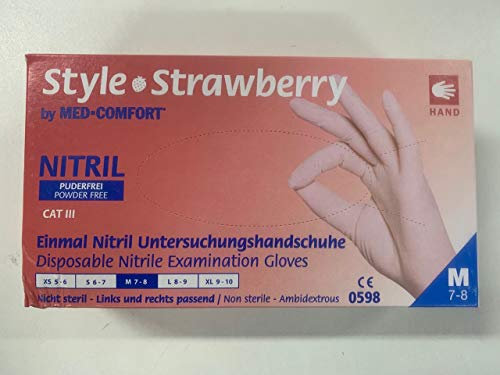 Style Strawberry
by MED-COMFORT
HAND
NITRIL
PUDERFREI
POWDER FREE
CAT III
Einmal Nitril Untersuchungshandschuhe
Disposable Nitrile Examination Gloves
XS 5-6 S 6-7 M 7-8 L 8-9 XL 9-10
Nicht steril - Links und rechts passend / Non sterile - Ambidextrous
CE
0598
M
7-8